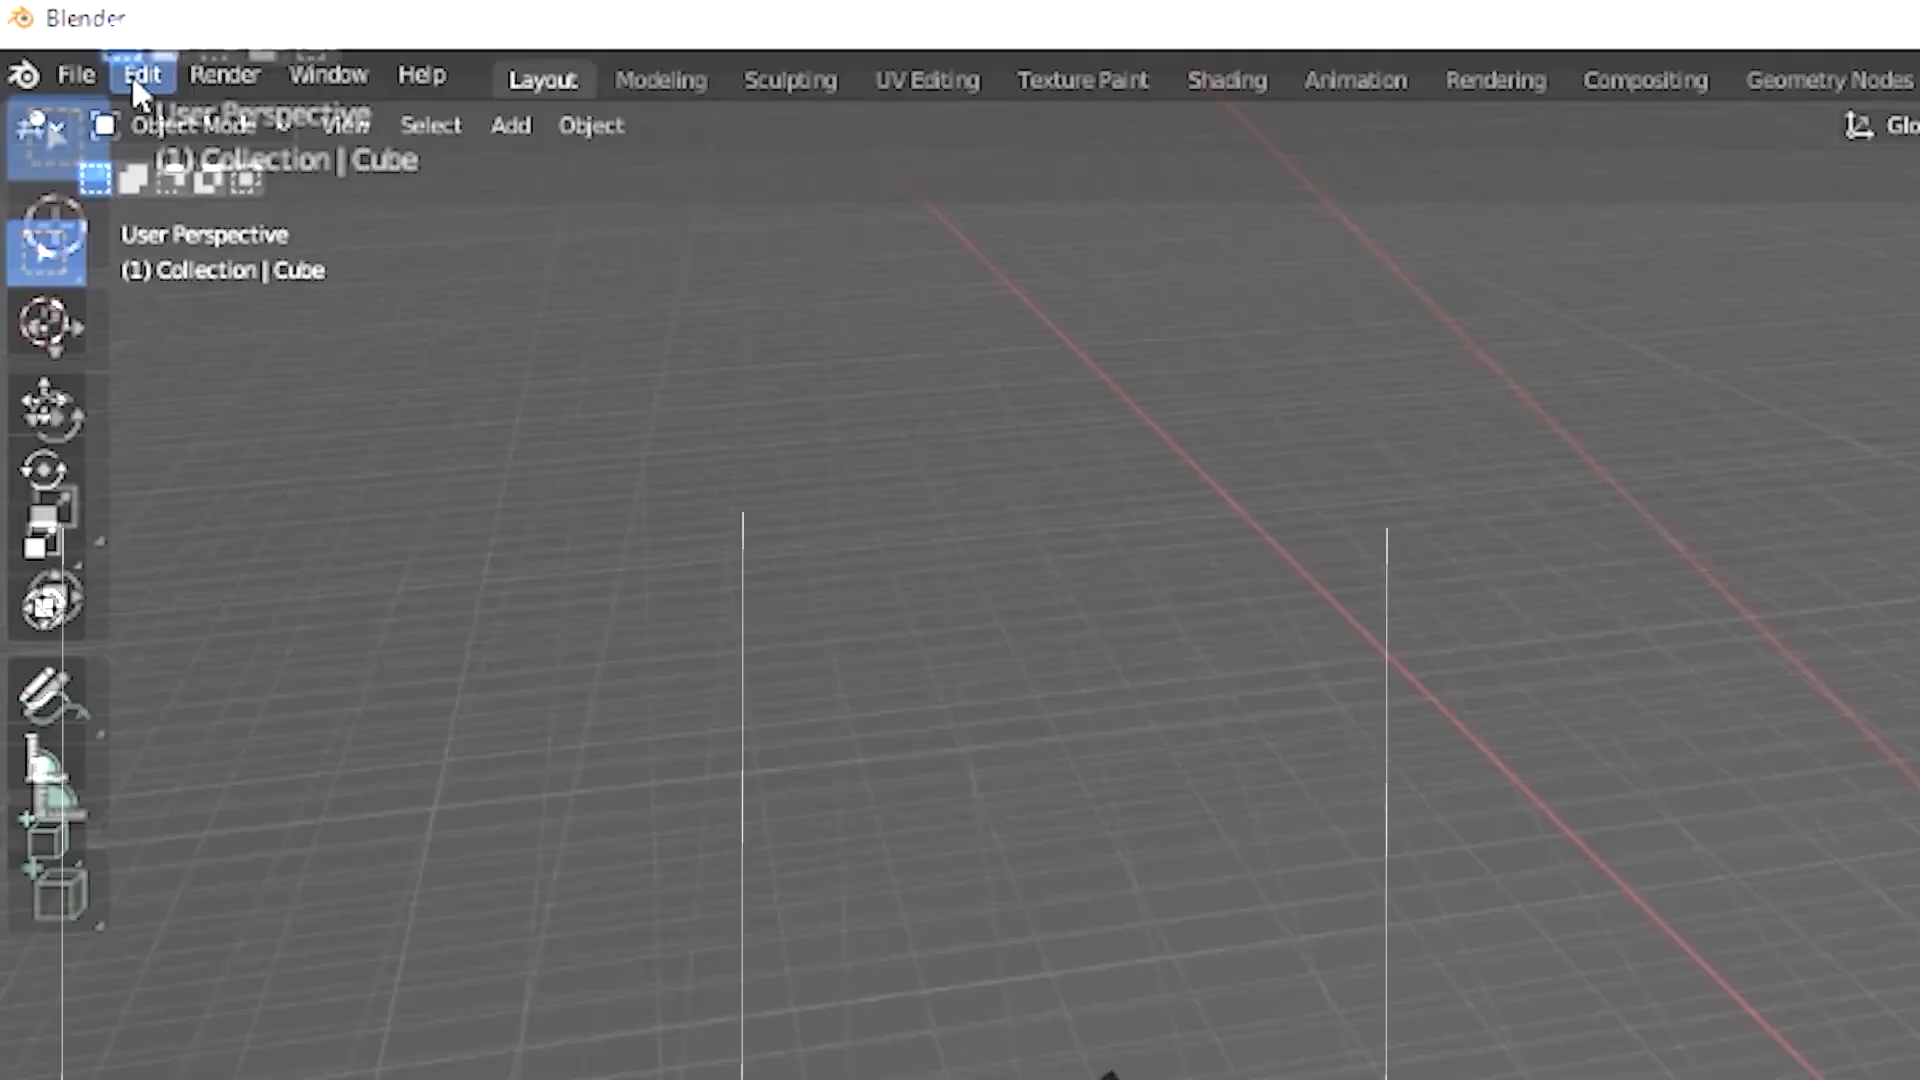 Blender
File Edit Render Window Help Layout Modeling Sculpting UV Editing Texture Paint Shading Animation Rendering Compositing Geometry Nodes
User Perspective
Object Mode View Select Add Object Glo
(1) Collection | Cube
User Perspective
(1) Collection | Cube